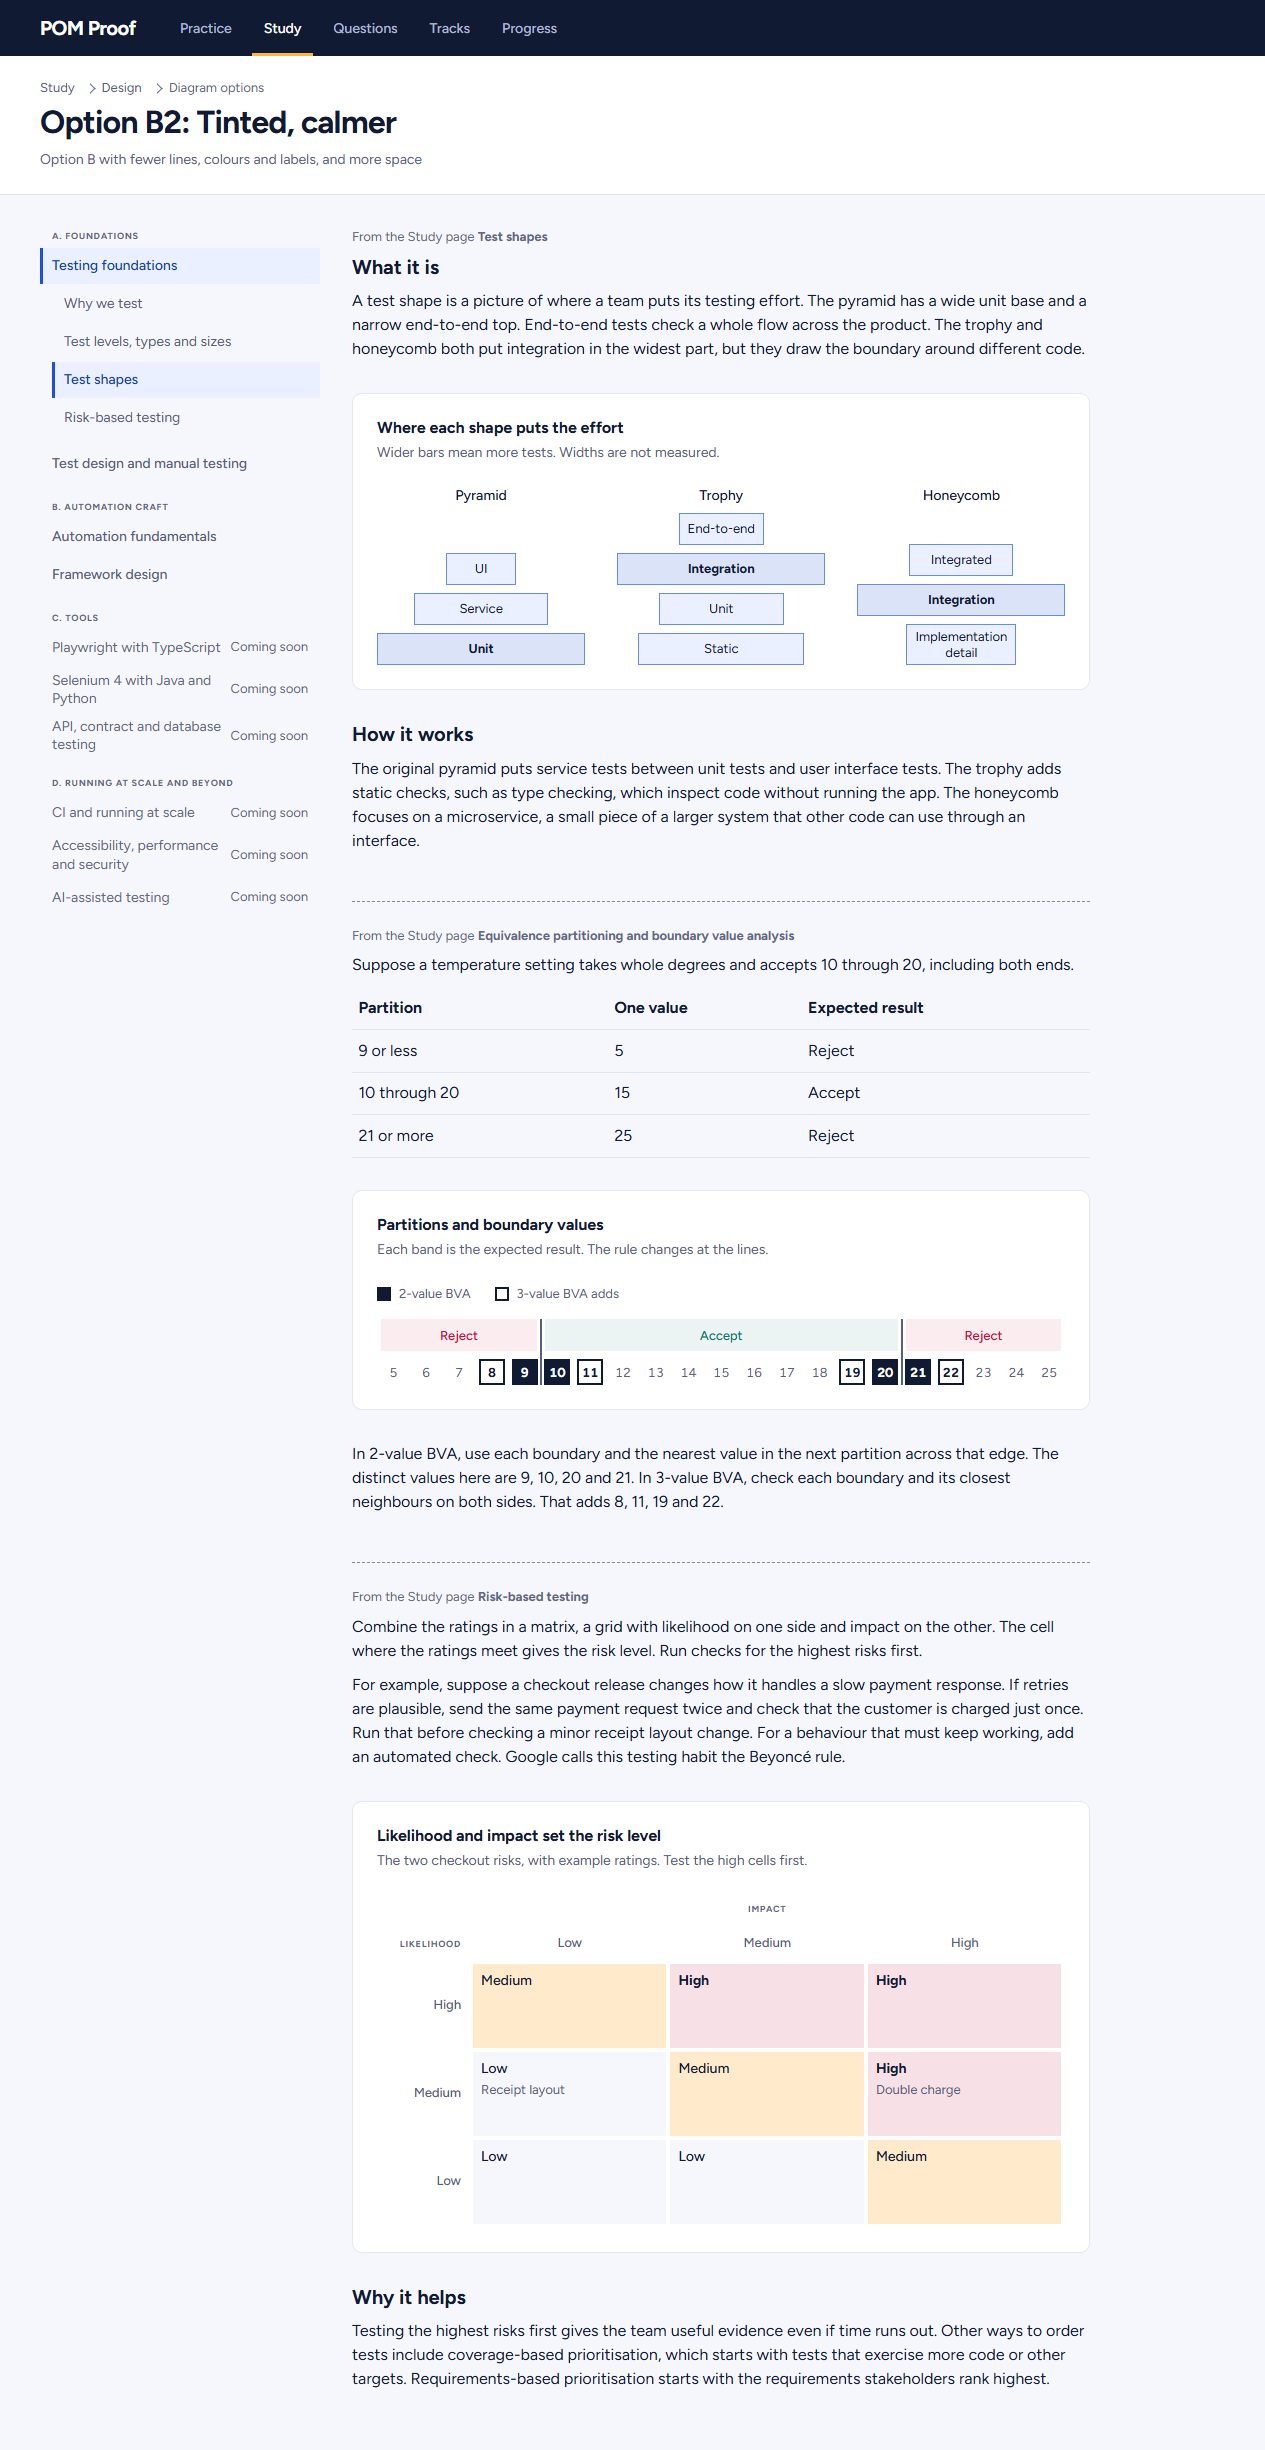 POM Proof
Practice
Study
Questions
Tracks
Progress
Study > Design > Diagram options
Option B2: Tinted, calmer
Option B with fewer lines, colours and labels, and more space
A. FOUNDATIONS
Testing foundations
Why we test
Test levels, types and sizes
Test shapes
Risk-based testing
Test design and manual testing
B. AUTOMATION CRAFT
Automation fundamentals
Framework design
C. TOOLS
Playwright with TypeScript Coming soon
Selenium 4 with Java and
Python
Coming soon
API, contract and database
testing
Coming soon
D. RUNNING AT SCALE AND BEYOND
CI and running at scale Coming soon
Accessibility, performance
and security
Coming soon
AI-assisted testing Coming soon
From the Study page Test shapes
What it is
A test shape is a picture of where a team puts its testing effort. The pyramid has a wide unit base and a
narrow end-to-end top. End-to-end tests check a whole flow across the product. The trophy and
honeycomb both put integration in the widest part, but they draw the boundary around different code.
Where each shape puts the effort
Wider bars mean more tests. Widths are not measured.
Pyramid
UI
Service
Unit
Trophy
End-to-end
Integration
Unit
Static
Honeycomb
Integrated
Integration
Implementation
detail
How it works
The original pyramid puts service tests between unit tests and user interface tests. The trophy adds
static checks, such as type checking, which inspect code without running the app. The honeycomb
focuses on a microservice, a small piece of a larger system that other code can use through an
interface.
From the Study page Equivalence partitioning and boundary value analysis
Suppose a temperature setting takes whole degrees and accepts 10 through 20, including both ends.
Partition One value Expected result
9 or less 5 Reject
10 through 20 15 Accept
21 or more 25 Reject
Partitions and boundary values
Each band is the expected result. The rule changes at the lines.
2-value BVA 3-value BVA adds
Reject Accept Reject
5 6 7 8 9 10 11 12 13 14 15 16 17 18 19 20 21 22 23 24 25
In 2-value BVA, use each boundary and the nearest value in the next partition across that edge. The
distinct values here are 9, 10, 20 and 21. In 3-value BVA, check each boundary and its closest
neighbours on both sides. That adds 8, 11, 19 and 22.
From the Study page Risk-based testing
Combine the ratings in a matrix, a grid with likelihood on one side and impact on the other. The cell
where the ratings meet gives the risk level. Run checks for the highest risks first.
For example, suppose a checkout release changes how it handles a slow payment response. If retries
are plausible, send the same payment request twice and check that the customer is charged just once.
Run that before checking a minor receipt layout change. For a behaviour that must keep working, add
an automated check. Google calls this testing habit the Beyoncé rule.
Likelihood and impact set the risk level
The two checkout risks, with example ratings. Test the high cells first.
IMPACT
LIKELIHOOD Low Medium High
High Medium High High
Medium Low Medium High
Receipt layout Double charge
Low Low Low Medium
Why it helps
Testing the highest risks first gives the team useful evidence even if time runs out. Other ways to order
tests include coverage-based prioritisation, which starts with tests that exercise more code or other
targets. Requirements-based prioritisation starts with the requirements stakeholders rank highest.